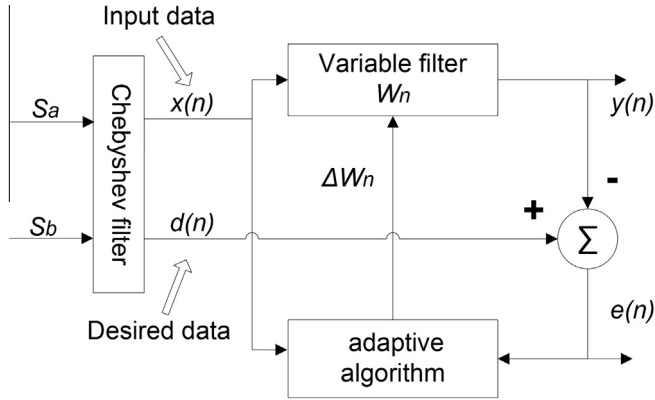 Input data
Sa
Chebyshev filter
x(n)
Variable filter
Wn
y(n)
ΔWn
-
+
Sb
d(n)
Σ
Desired data
e(n)
adaptive
algorithm